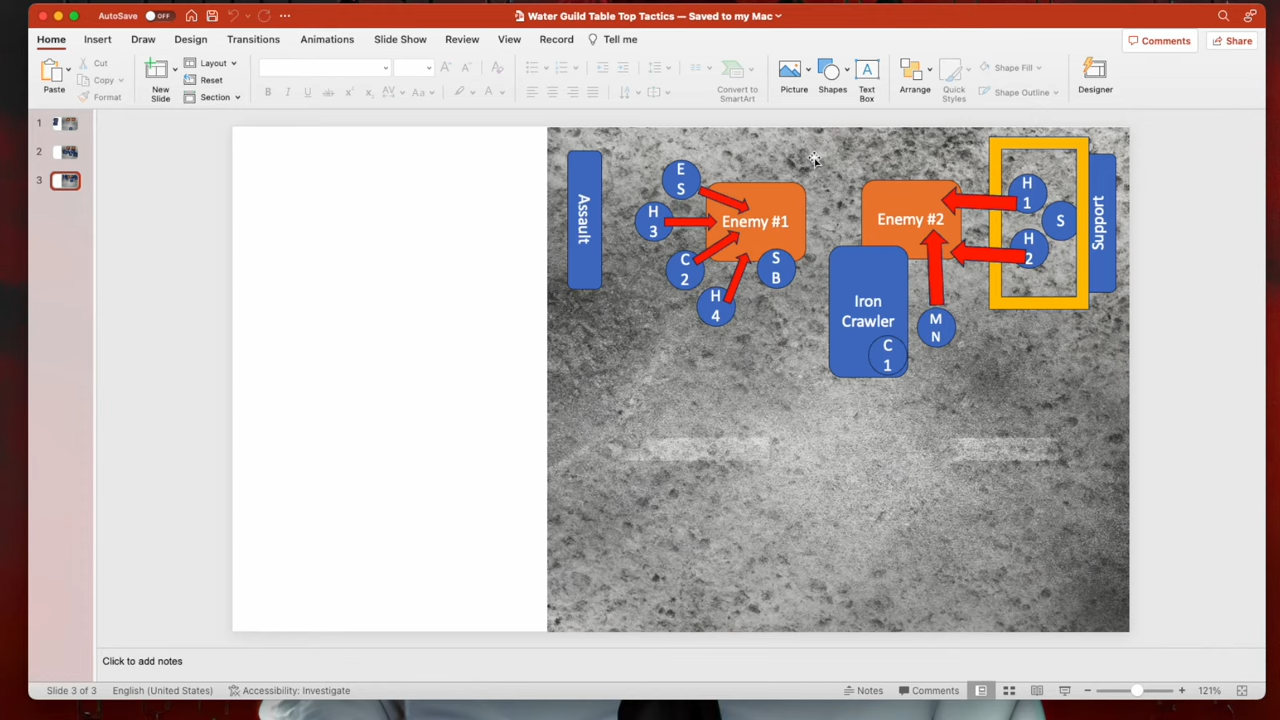 AutoSave OFF
Water Guild Table Top Tactics — Saved to my Mac
Home Insert Draw Design Transitions Animations Slide Show Review View Record Tell me Comments Share
Paste
Cut
Copy
Format
New Slide
Layout
Reset
Section
Convert to SmartArt
Picture
Shapes
Text Box
Arrange
Quick Styles
Shape Fill
Shape Outline
Designer
1
2
3
Assault
E S
H 3
C 2
H 4
Enemy #1
S B
Enemy #2
Iron Crawler
C 1
M N
H 1
S
H 2
Support
Click to add notes
Slide 3 of 3 English (United States) Accessibility: Investigate Notes Comments 121%